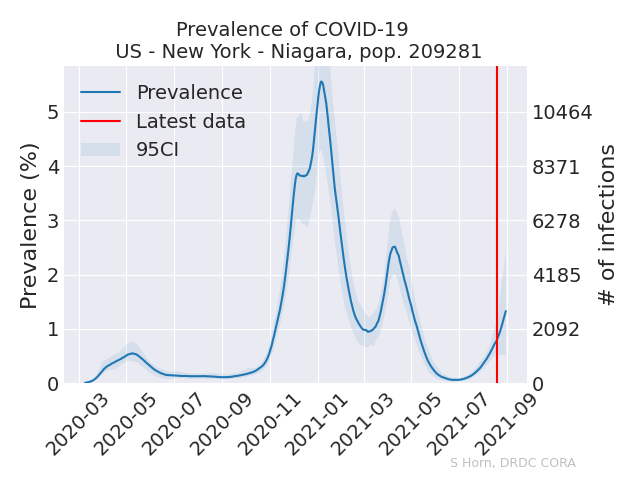 Prevalence of COVID-19
US - New York - Niagara, pop. 209281
Prevalence
Latest data
95CI
Prevalence (%)
5
4
3
2
1
0
10464
8371
6278
4185
2092
0
# of infections
2020-03
2020-05
2020-07
2020-09
2020-11
2021-01
2021-03
2021-05
2021-07
2021-09
S Horn, DRDC CORA